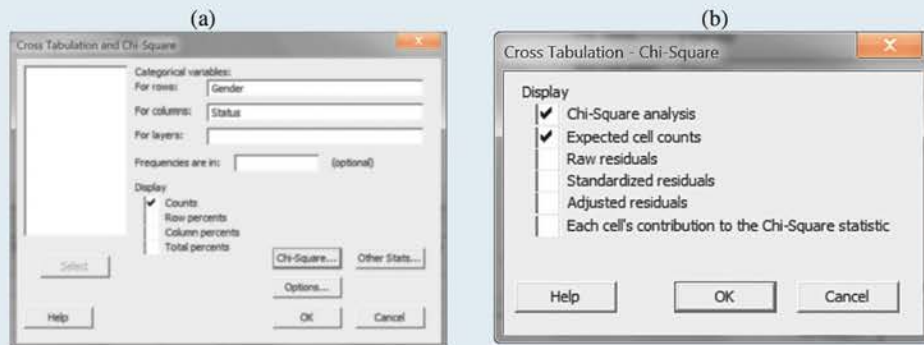 (a)
Cross Tabulation and Chi-Square
Categorical variables:
For rows: Gender
For columns: Status
For layers:
Frequencies are in: (optional)
Display
Counts
Row percents
Column percents
Total percents
Select
Chi-Square... Other Stats...
Options...
Help OK Cancel
(b)
Cross Tabulation - Chi-Square
Display
Chi-Square analysis
Expected cell counts
Raw residuals
Standardized residuals
Adjusted residuals
Each cell's contribution to the Chi-Square statistic
Help OK Cancel